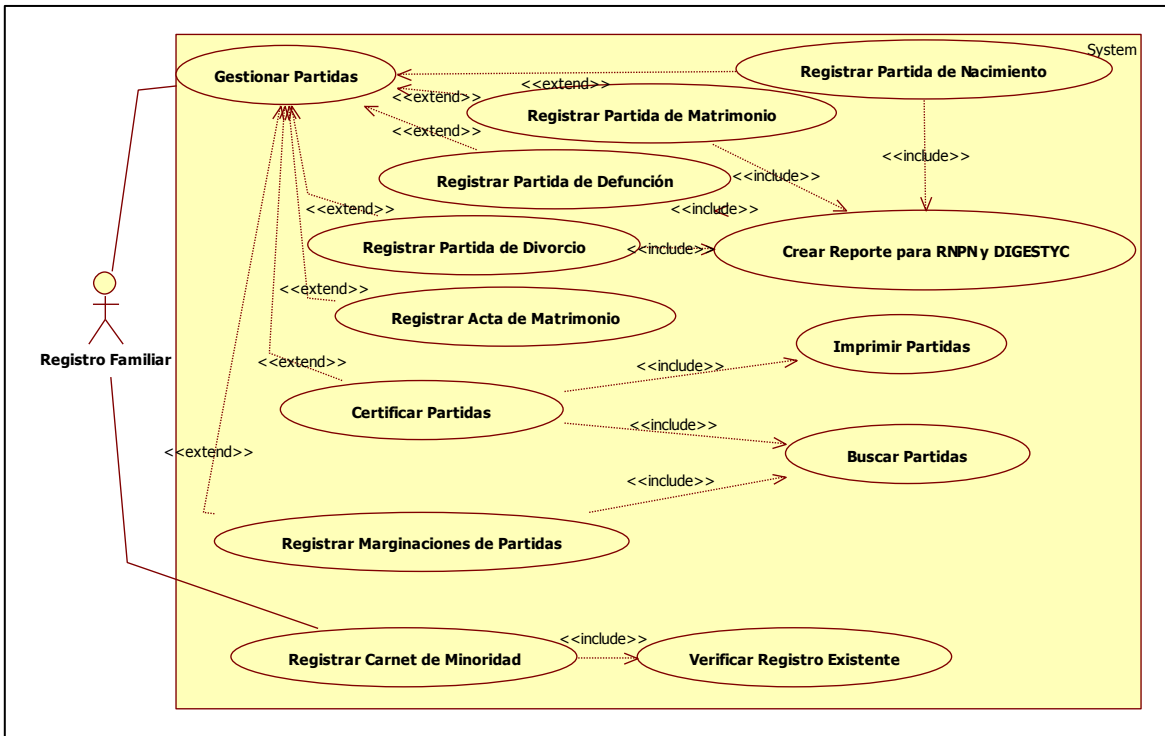 System
Gestionar Partidas
Registrar Partida de Nacimiento
<<extend>>
<<extend>>
Registrar Partida de Matrimonio
<<extend>>
<<include>>
Registrar Partida de Defunción
<<include>>
<<extend>>
<<include>>
Registrar Partida de Divorcio
<<include>>
Crear Reporte para RNPN y DIGESTYC
<<extend>>
Registrar Acta de Matrimonio
Registro Familiar
Imprimir Partidas
<<extend>>
<<include>>
Certificar Partidas
<<include>>
<<extend>>
Buscar Partidas
<<include>>
Registrar Marginaciones de Partidas
<<include>>
Registrar Carnet de Minoridad
Verificar Registro Existente